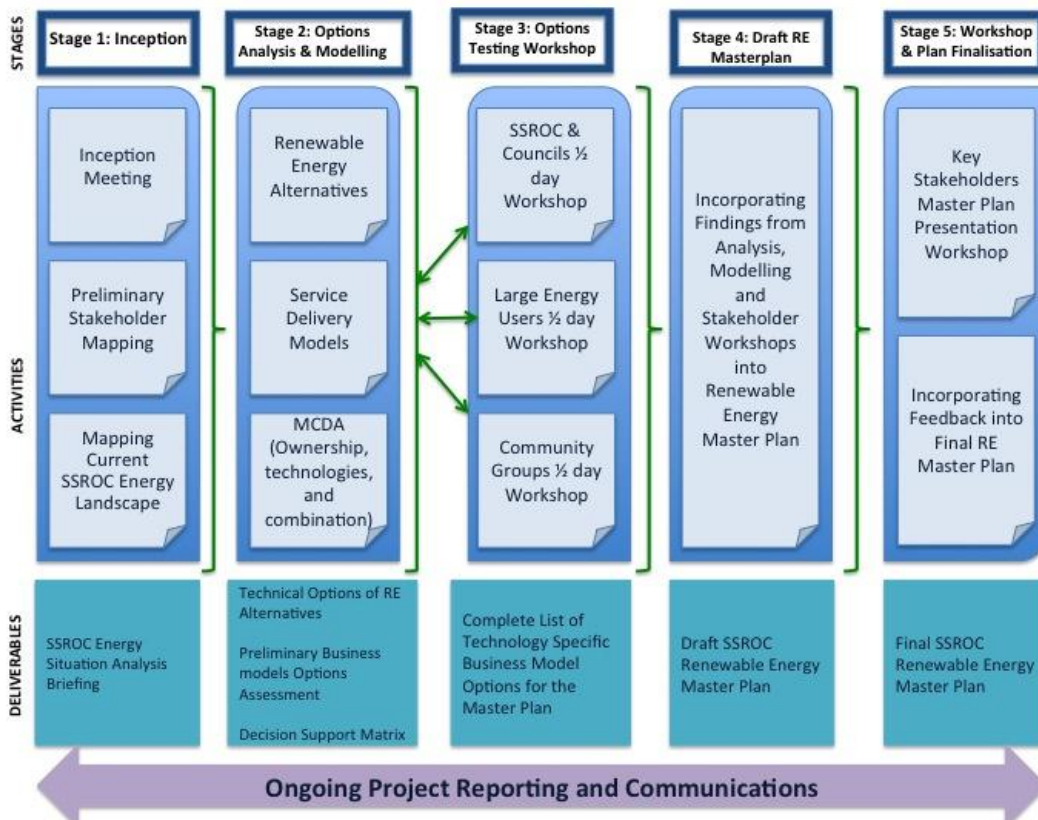 STAGES
Stage 1: Inception
Stage 2: Options
Analysis & Modelling
Stage 3: Options
Testing Workshop
Stage 4: Draft RE
Masterplan
Stage 5: Workshop
& Plan Finalisation
ACTIVITIES
Inception
Meeting
Preliminary
Stakeholder
Mapping
Mapping
Current
SSROC Energy
Landscape
Renewable
Energy
Alternatives
Service
Delivery
Models
MCDA
(Ownership,
technologies,
and
combination)
SSROC &
Councils ½
day
Workshop
Large Energy
Users ½ day
Workshop
Community
Groups ½ day
Workshop
Incorporating
Findings from
Analysis,
Modelling
and
Stakeholder
Workshops
into
Renewable
Energy
Master Plan
Key
Stakeholders
Master Plan
Presentation
Workshop
Incorporating
Feedback into
Final RE
Master Plan
DELIVERABLES
SSROC Energy
Situation Analysis
Briefing
Technical Options of RE
Alternatives
Preliminary Business
models Options
Assessment
Decision Support Matrix
Complete List of
Technology Specific
Business Model
Options for the
Master Plan
Draft SSROC
Renewable Energy
Master Plan
Final SSROC
Renewable Energy
Master Plan
Ongoing Project Reporting and Communications